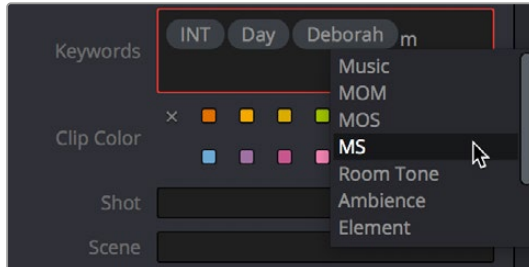 Keywords INT Day Deborah m
Music
MOM
Clip Color MOS
MS
Room Tone
Shot Ambience
Element
Scene